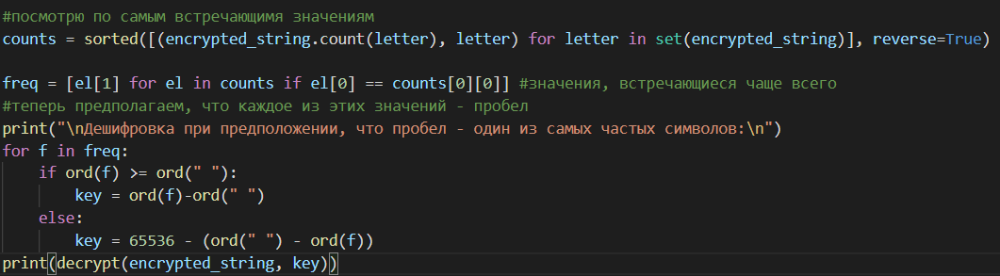 #посмотрю по самым встречающимя значениям
counts = sorted([(encrypted_string.count(letter), letter) for letter in set(encrypted_string)], reverse=True)
freq = [el[1] for el in counts if el[0] == counts[0][0]] #значения, встречающиеся чаще всего
#теперь предполагаем, что каждое из этих значений - пробел
print("\nДешифровка при предположении, что пробел - один из самых частых символов:\n")
for f in freq:
    if ord(f) >= ord(" "):
        key = ord(f)-ord(" ")
    else:
        key = 65536 - (ord(" ") - ord(f))
print(decrypt(encrypted_string, key))